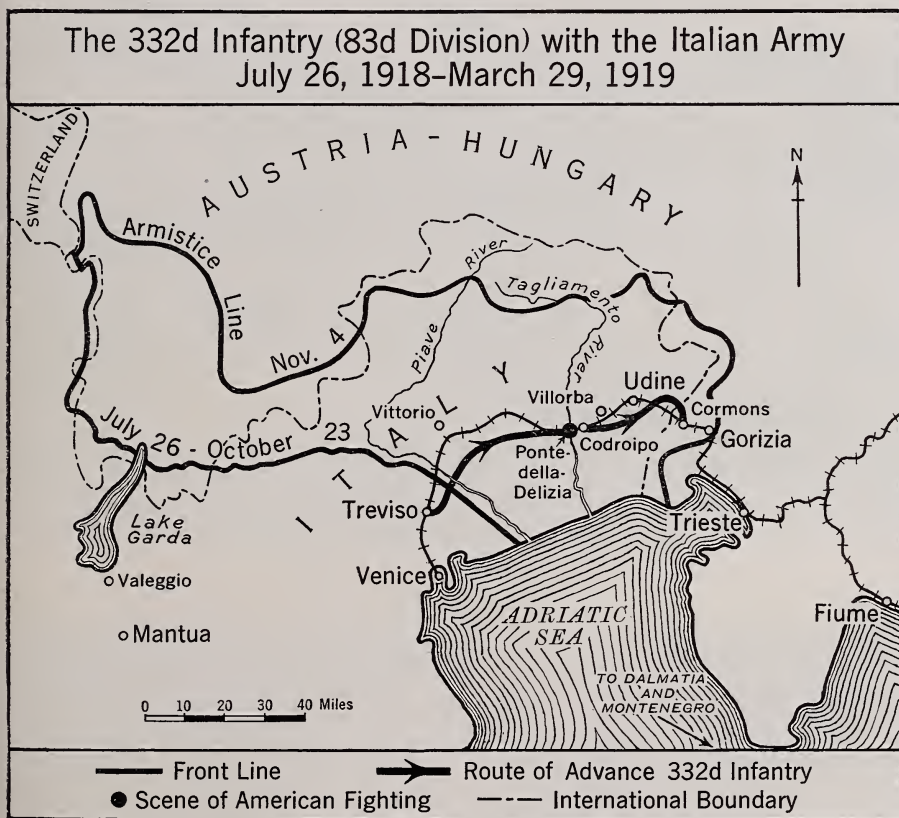 The 332d Infantry (83d Division) with the Italian Army
July 26, 1918–March 29, 1919
SWITZERLAND
AUSTRIA-HUNGARY
N
Armistice
Line
Nov. 4
River
Piave
Tagliamento
River
ITALY
Vittorio
Villorba
Udine
Cormons
Codroipo
Gorizia
Ponte-
della-
Delizia
July 26 - October 23
Lake
Garda
Treviso
Trieste
Valeggio
Venice
Mantua
ADRIATIC
SEA
Fiume
TO DALMATIA
AND
MONTENEGRO
0 10 20 30 40 Miles
Front Line
Route of Advance 332d Infantry
Scene of American Fighting
International Boundary